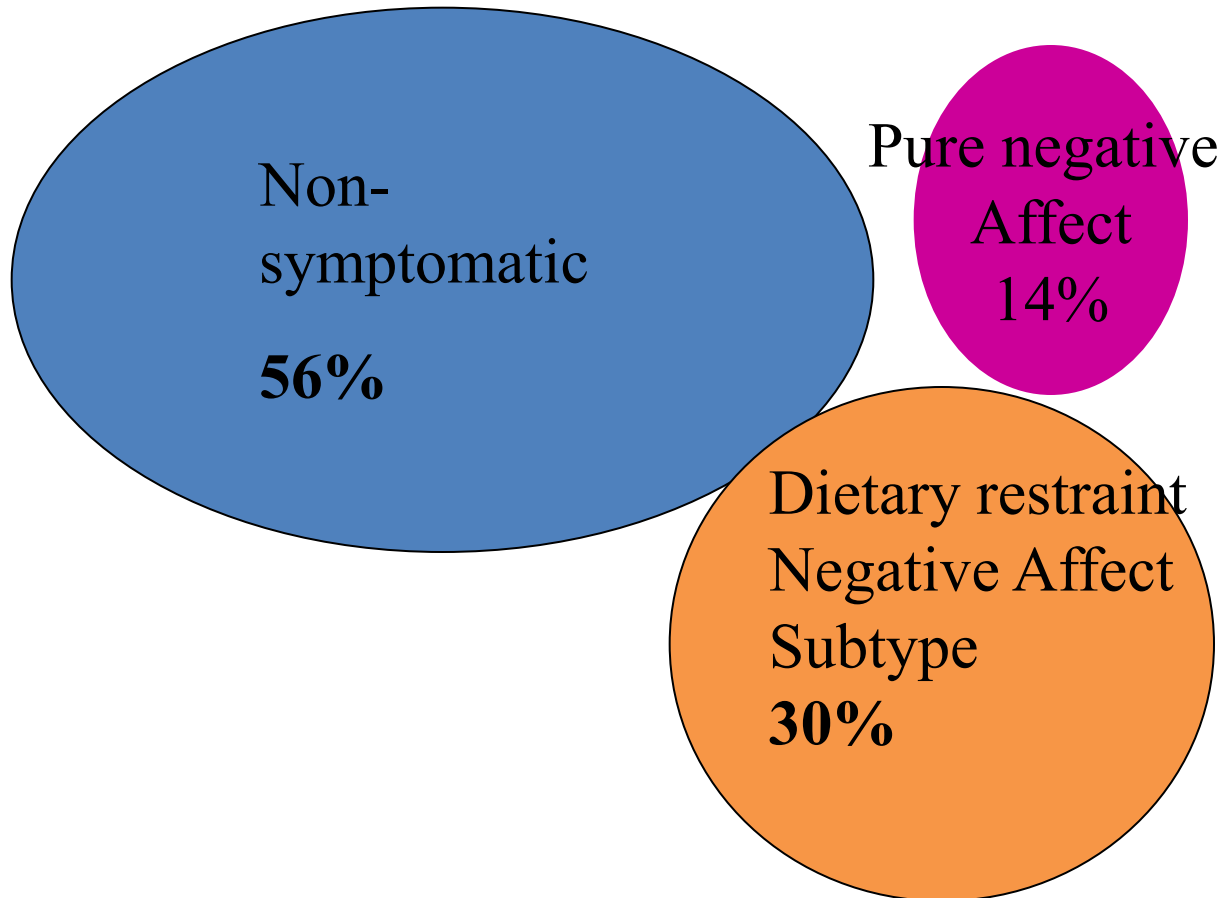 Non-
symptomatic
56%
Pure negative
Affect
14%
Dietary restraint
Negative Affect
Subtype
30%